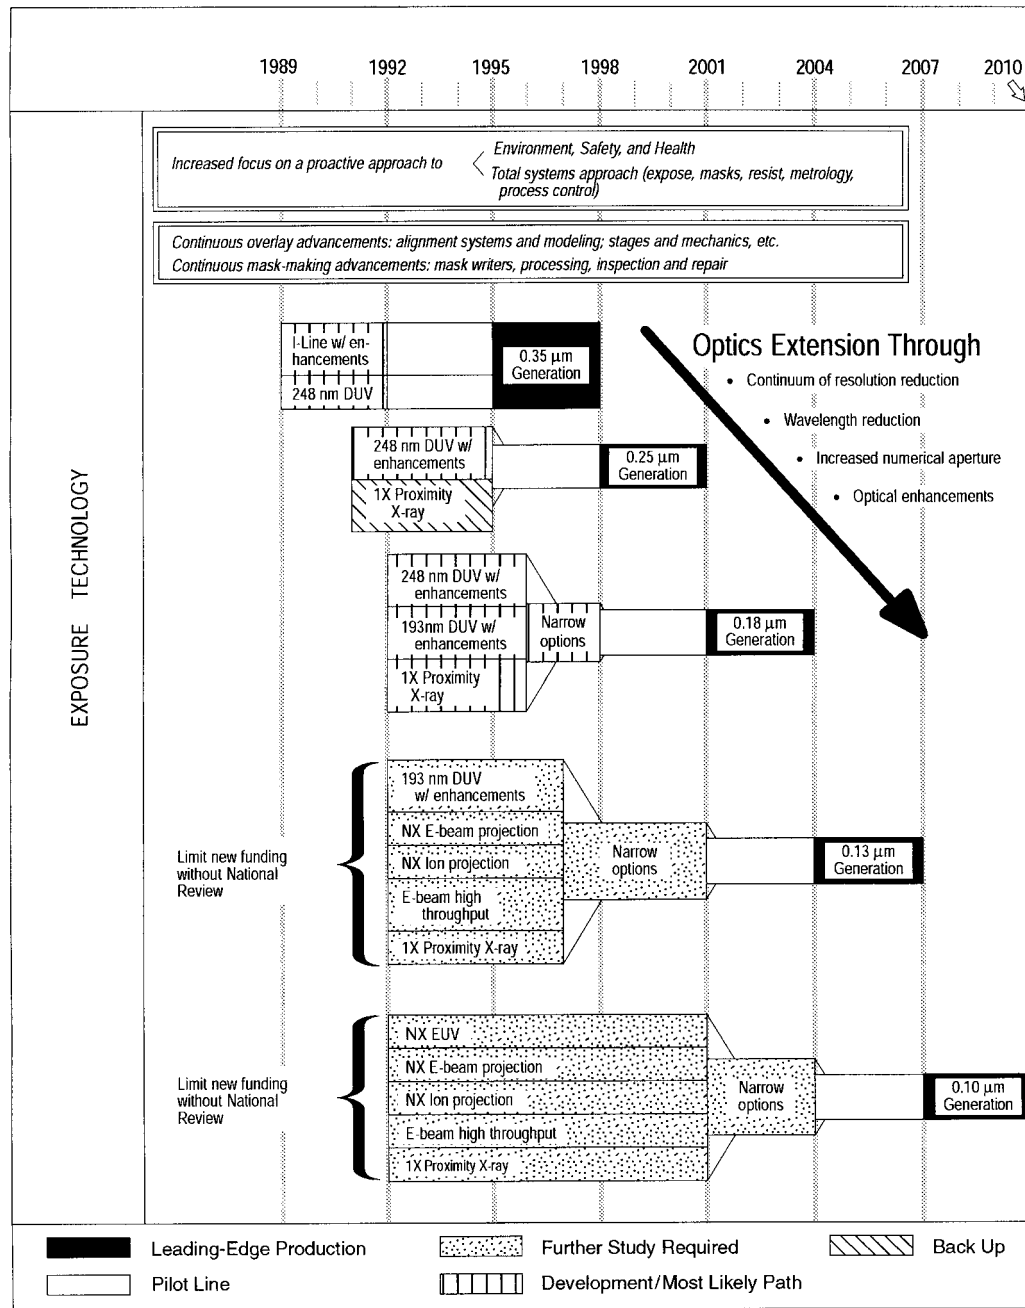 1989 1992 1995 1998 2001 2004 2007 2010
Increased focus on a proactive approach to
Environment, Safety, and Health
Total systems approach (expose, masks, resist, metrology,
process control)
Continuous overlay advancements: alignment systems and modeling; stages and mechanics, etc.
Continuous mask-making advancements: mask writers, processing, inspection and repair
EXPOSURE TECHNOLOGY
I-Line w/ en-
hancements
248 nm DUV
0.35 µm
Generation
Optics Extension Through
• Continuum of resolution reduction
• Wavelength reduction
• Increased numerical aperture
• Optical enhancements
248 nm DUV w/
enhancements
1X Proximity
X-ray
0.25 µm
Generation
248 nm DUV w/
enhancements
193nm DUV w/
enhancements
1X Proximity
X-ray
Narrow
options
0.18 µm
Generation
Limit new funding
without National
Review
193 nm DUV
w/ enhancements
NX E-beam projection
NX Ion projection
E-beam high
throughput
1X Proximity X-ray
Narrow
options
0.13 µm
Generation
Limit new funding
without National
Review
NX EUV
NX E-beam projection
NX Ion projection
E-beam high throughput
1X Proximity X-ray
Narrow
options
0.10 µm
Generation
Leading-Edge Production
Further Study Required
Back Up
Pilot Line
Development/Most Likely Path